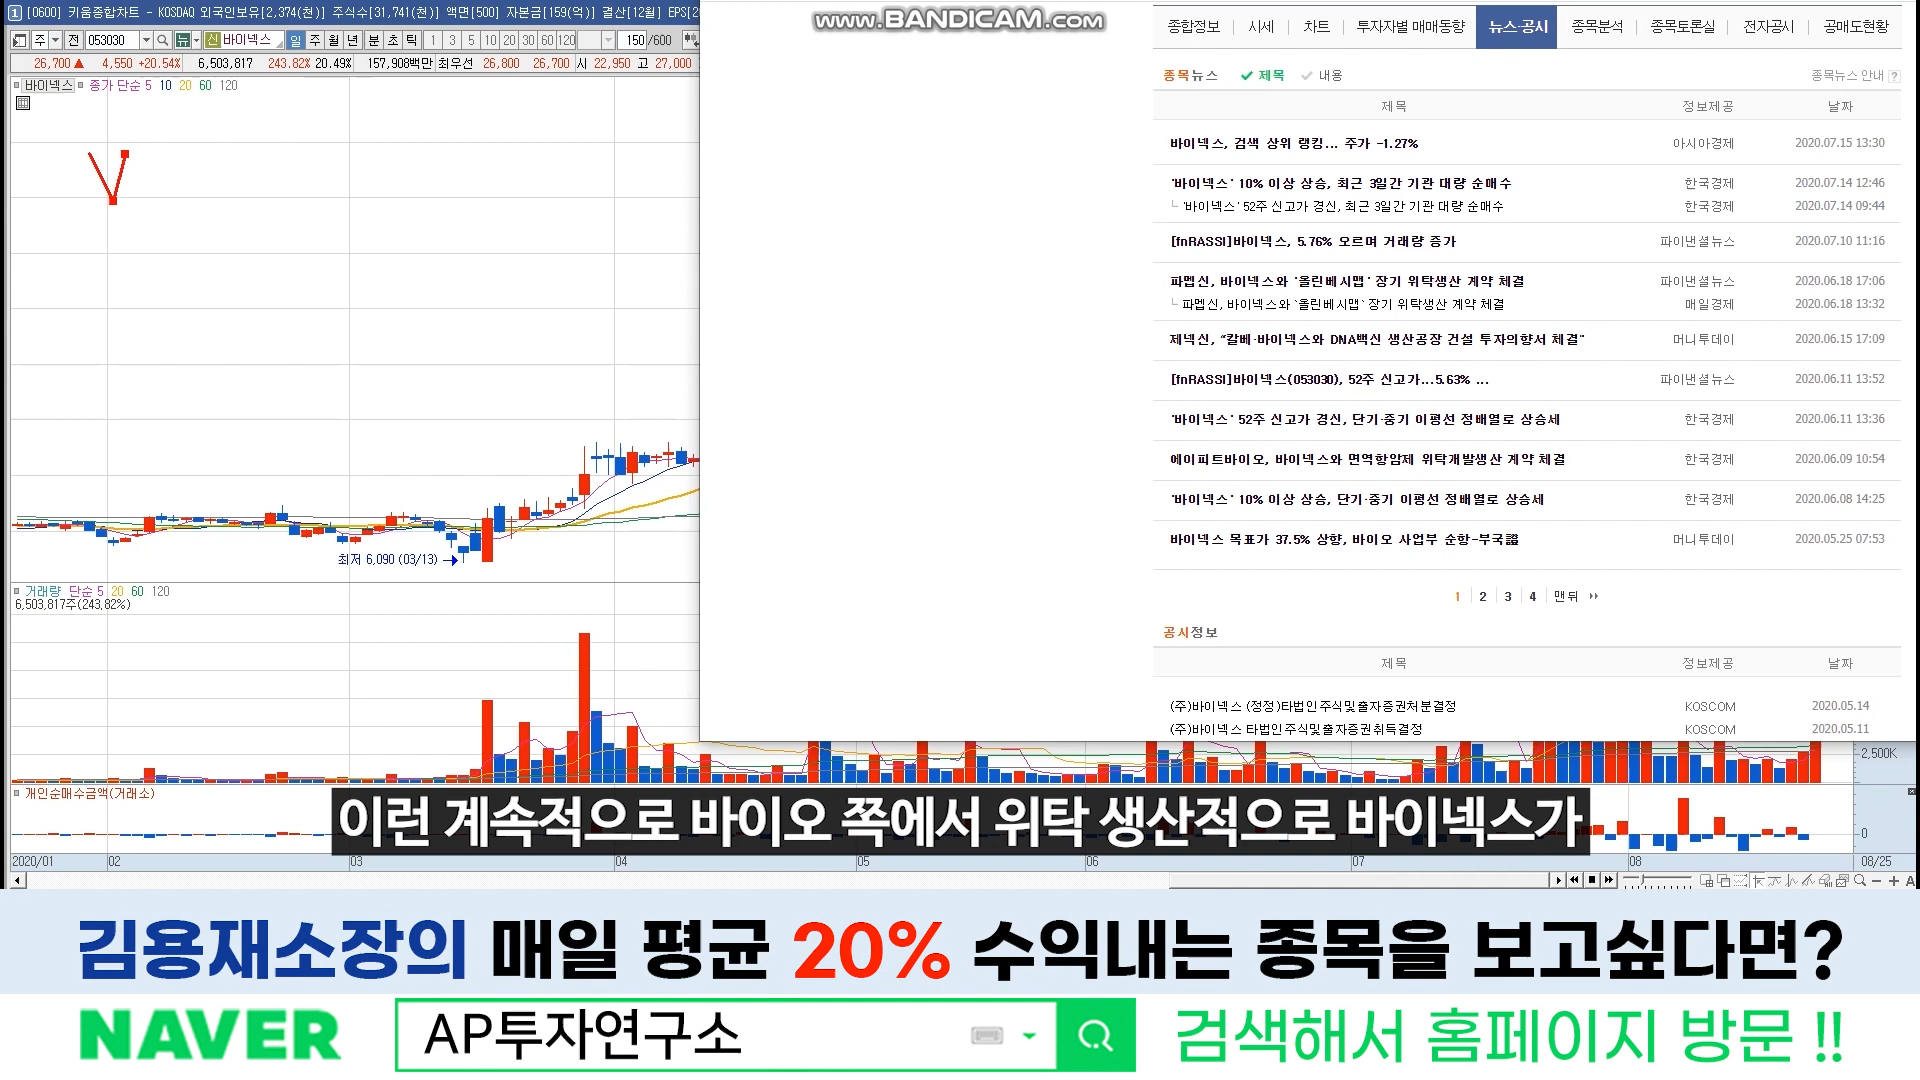 1 [0600] 키움종합차트 - KOSDAQ 외국인보유[2,374(천)] 주식수[31,741(천)] 액면[500] 자본금[159(억)] 결산[12월] EPS[2
www.BANDICAM.com
주 전 053030 뉴 신 바이넥스 일 주 월 년 분 초 틱 1 3 5 10 20 30 60 120 150 /600
26,700 ▲ 4,550 +20.54% 6,503,817 243.82% 20.49% 157,908백만 최우선 26,800 26,700 시 22,950 고 27,000
바이넥스 종가 단순 5 10 20 60 120
최저 6,090 (03/13)
거래량 단순 5 20 60 120
6,503,817주(243.82%)
2,500K
개인순매수금액(거래소)
0
2020/01 02 03 04 05 06 07 08 08/25
종합정보 시세 차트 투자자별 매매동향 뉴스·공시 종목분석 종목토론실 전자공시 공매도현황
종목뉴스 제목 내용 종목뉴스 안내 ?
제목 정보제공 날짜
바이넥스, 검색 상위 랭킹... 주가 -1.27% 아시아경제 2020.07.15 13:30
'바이넥스' 10% 이상 상승, 최근 3일간 기관 대량 순매수 한국경제 2020.07.14 12:46
'바이넥스' 52주 신고가 경신, 최근 3일간 기관 대량 순매수 한국경제 2020.07.14 09:44
[fnRASSI]바이넥스, 5.76% 오르며 거래량 증가 파이낸셜뉴스 2020.07.10 11:16
파멥신, 바이넥스와 '올린베시맵' 장기 위탁생산 계약 체결 파이낸셜뉴스 2020.06.18 17:06
파멥신, 바이넥스와 `올린베시맵` 장기 위탁생산 계약 체결 매일경제 2020.06.18 13:32
제넥신, “칼베·바이넥스와 DNA백신 생산공장 건설 투자의향서 체결" 머니투데이 2020.06.15 17:09
[fnRASSI]바이넥스(053030), 52주 신고가...5.63% ... 파이낸셜뉴스 2020.06.11 13:52
'바이넥스' 52주 신고가 경신, 단기·중기 이평선 정배열로 상승세 한국경제 2020.06.11 13:36
에이피트바이오, 바이넥스와 면역항암제 위탁개발생산 계약 체결 한국경제 2020.06.09 10:54
'바이넥스' 10% 이상 상승, 단기·중기 이평선 정배열로 상승세 한국경제 2020.06.08 14:25
바이넥스 목표가 37.5% 상향, 바이오 사업부 순항-부국證 머니투데이 2020.05.25 07:53
1 2 3 4 맨뒤
공시정보
제목 정보제공 날짜
(주)바이넥스 (정정)타법인주식및출자증권처분결정 KOSCOM 2020.05.14
(주)바이넥스 타법인주식및출자증권취득결정 KOSCOM 2020.05.11
이런 계속적으로 바이오 쪽에서 위탁 생산적으로 바이넥스가
김용재소장의 매일 평균 20% 수익내는 종목을 보고싶다면?
NAVER AP투자연구소 검색해서 홈페이지 방문 !!